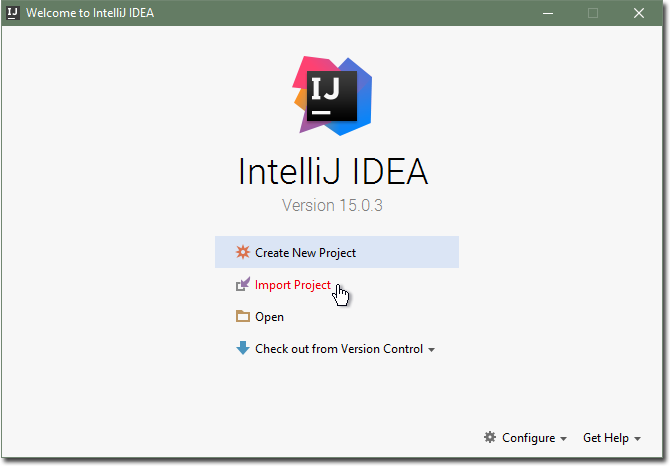 Welcome to IntelliJ IDEA
IJ
IntelliJ IDEA
Version 15.0.3
Create New Project
Import Project
Open
Check out from Version Control
Configure Get Help